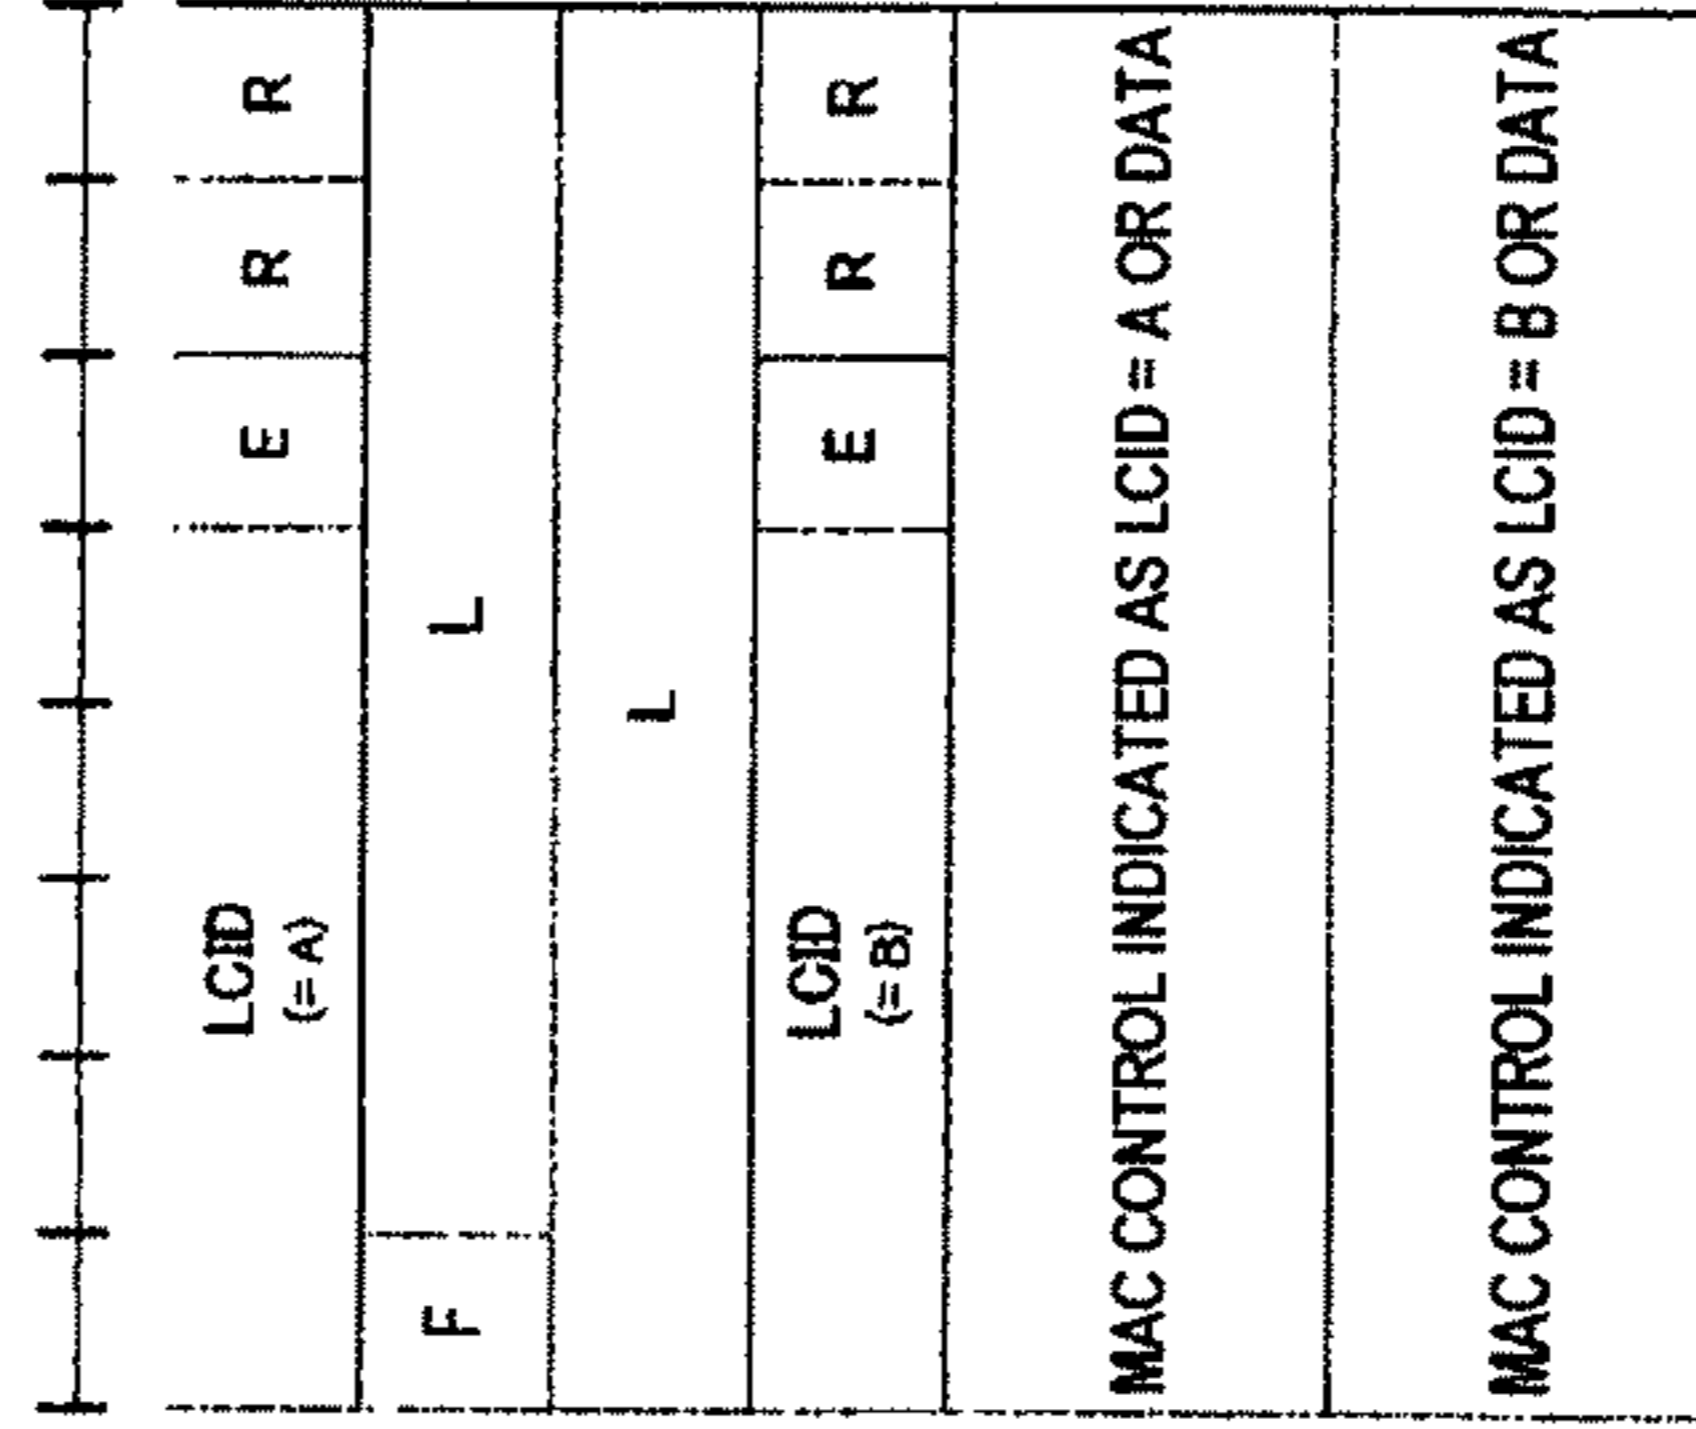 LCID E R R
(= A)
F L
L
LCID E R R
(= B)
MAC CONTROL INDICATED AS LCID = A OR DATA
MAC CONTROL INDICATED AS LCID = B OR DATA